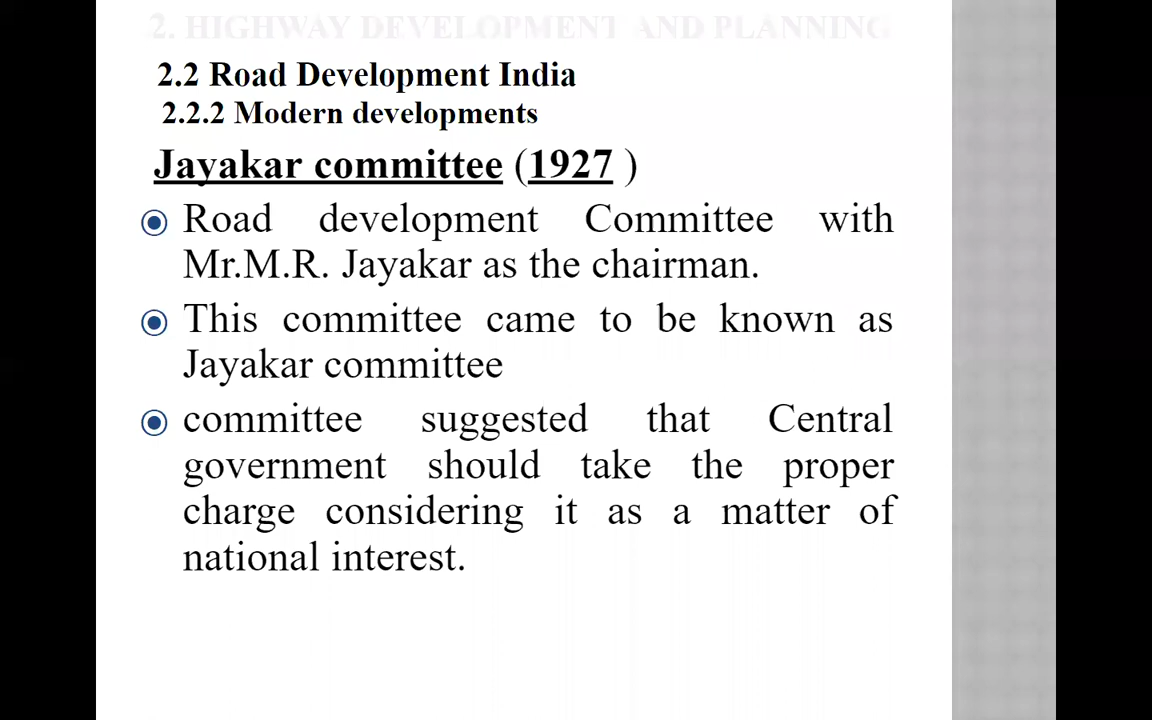 2. HIGHWAY DEVELOPMENT AND PLANNING
2.2 Road Development India
2.2.2 Modern developments
Jayakar committee (1927 )
Road development Committee with
Mr.M.R. Jayakar as the chairman.
This committee came to be known as
Jayakar committee
committee suggested that Central
government should take the proper
charge considering it as a matter of
national interest.